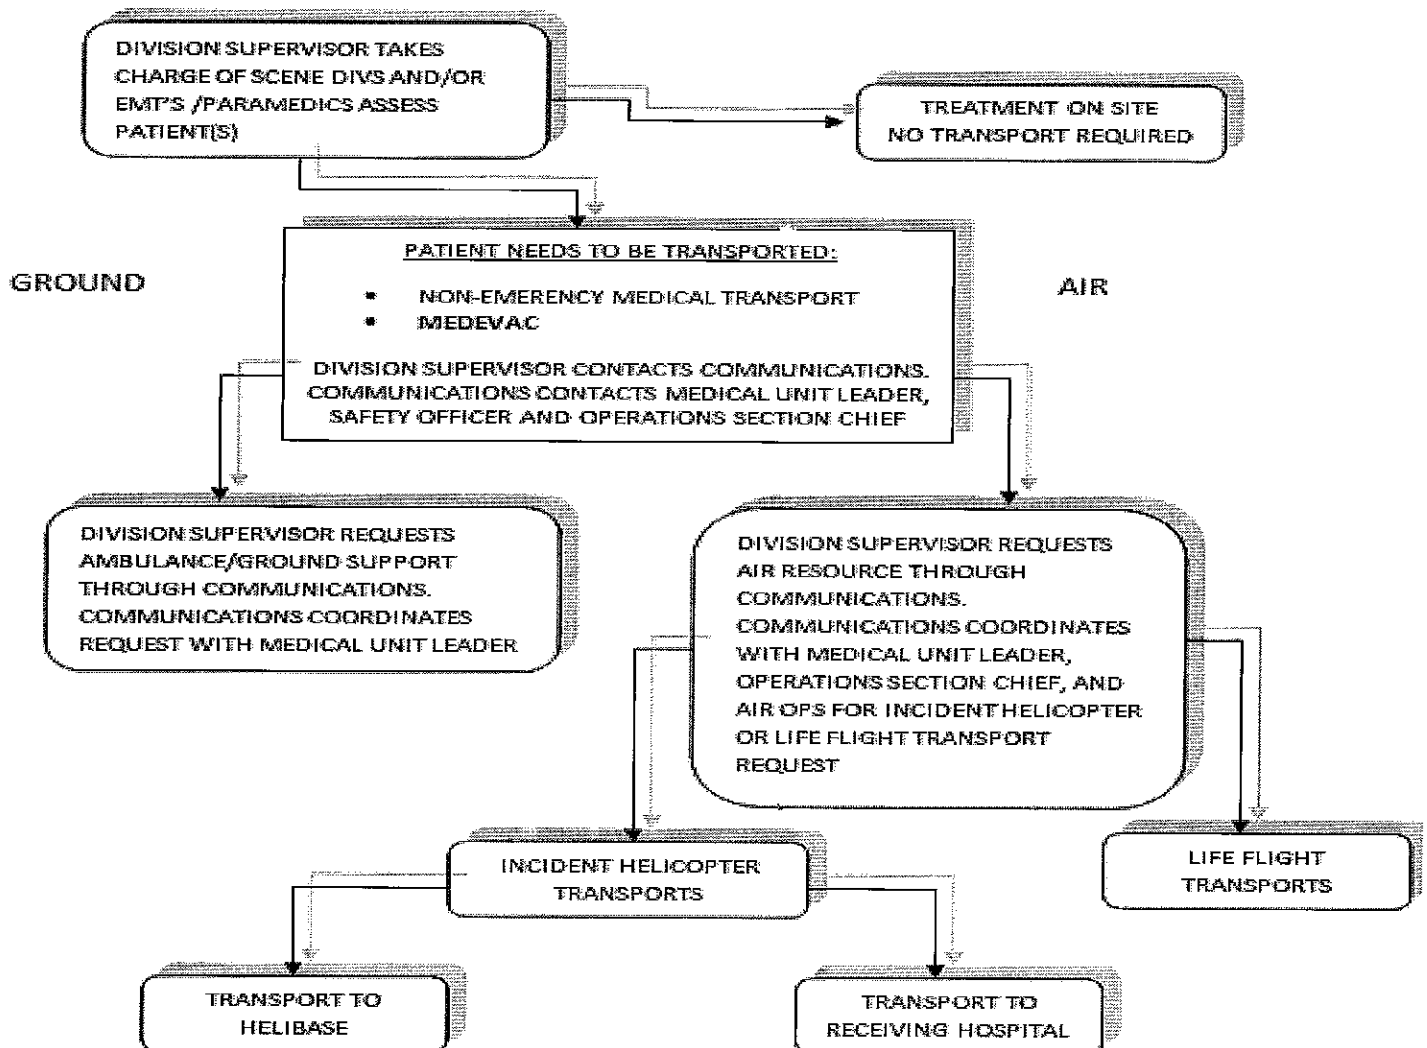 DIVISION SUPERVISOR TAKES
CHARGE OF SCENE DIVS AND/OR
EMT'S /PARAMEDICS ASSESS
PATIENT(S)
TREATMENT ON SITE
NO TRANSPORT REQUIRED
GROUND
PATIENT NEEDS TO BE TRANSPORTED:
• NON-EMERENCY MEDICAL TRANSPORT
• MEDEVAC
DIVISION SUPERVISOR CONTACTS COMMUNICATIONS.
COMMUNICATIONS CONTACTS MEDICAL UNIT LEADER,
SAFETY OFFICER AND OPERATIONS SECTION CHIEF
AIR
DIVISION SUPERVISOR REQUESTS
AMBULANCE/GROUND SUPPORT
THROUGH COMMUNICATIONS.
COMMUNICATIONS COORDINATES
REQUEST WITH MEDICAL UNIT LEADER
DIVISION SUPERVISOR REQUESTS
AIR RESOURCE THROUGH
COMMUNICATIONS.
COMMUNICATIONS COORDINATES
WITH MEDICAL UNIT LEADER,
OPERATIONS SECTION CHIEF, AND
AIR OPS FOR INCIDENT HELICOPTER
OR LIFE FLIGHT TRANSPORT
REQUEST
INCIDENT HELICOPTER
TRANSPORTS
LIFE FLIGHT
TRANSPORTS
TRANSPORT TO
HELIBASE
TRANSPORT TO
RECEIVING HOSPITAL